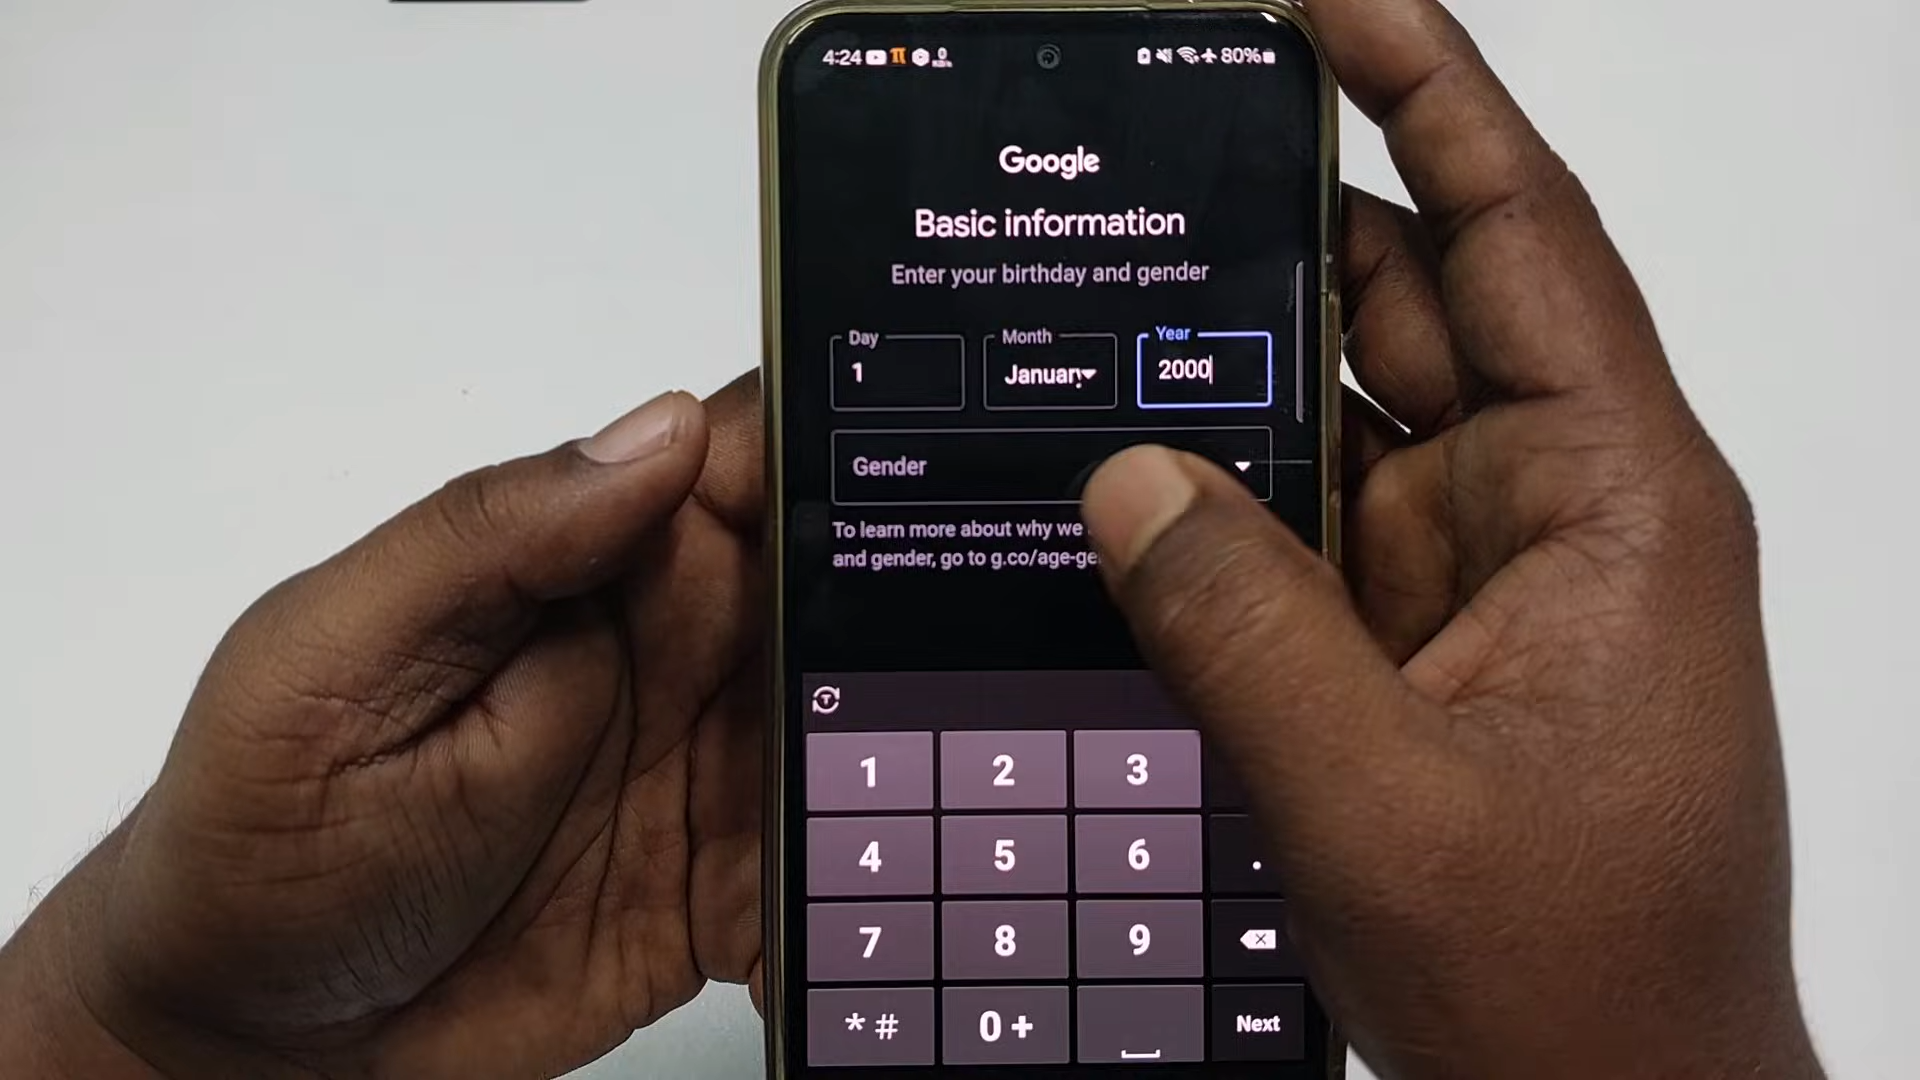 4:24 80%
Google
Basic information
Enter your birthday and gender
Day Month Year
1 January 2000
Gender
To learn more about why we
and gender, go to g.co/age-ge
1 2 3
4 5 6 .
7 8 9
* # 0 + Next